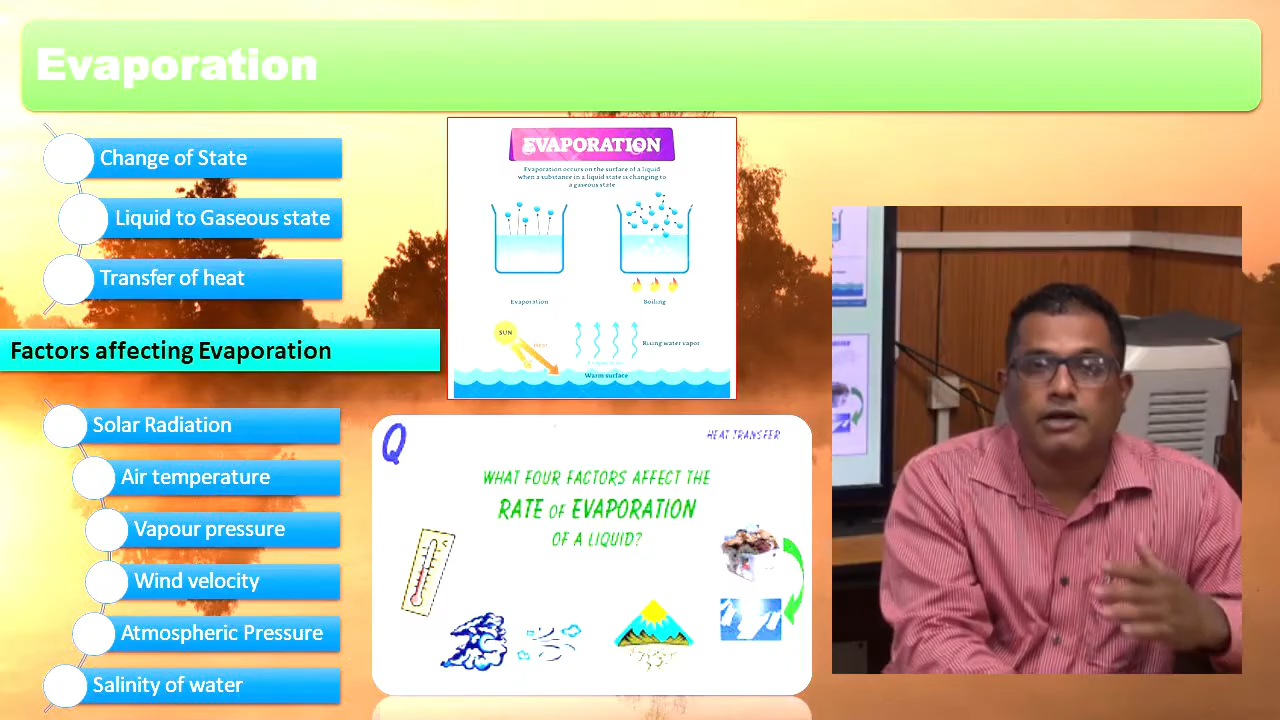 Evaporation
Change of State
Liquid to Gaseous state
Transfer of heat
Factors affecting Evaporation
Solar Radiation
Air temperature
Vapour pressure
Wind velocity
Atmospheric Pressure
Salinity of water
EVAPORATION
Evaporation occurs on the surface of a liquid
when a substance in a liquid state is changing to
a gaseous state
Evaporation
Boiling
SUN
Rising water vapor
Warm surface
Q
HEAT TRANSFER
WHAT FOUR FACTORS AFFECT THE
RATE OF EVAPORATION
OF A LIQUID?